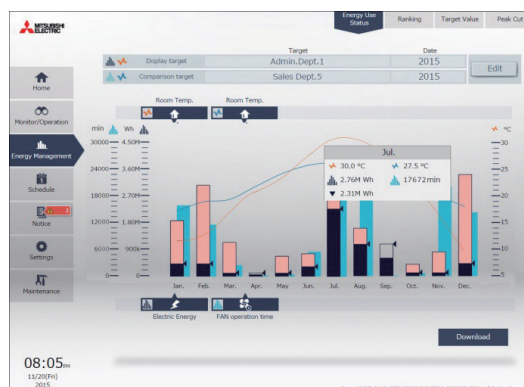 MITSUBISHI ELECTRIC
Energy Use Status
Ranking
Target Value
Peak Cut
Target
Date
Display target
Admin.Dept.1
2015
Comparison target
Sales Dept.5
2015
Edit
Home
Monitor/Operation
Energy Management
Schedule
Notice
Settings
Maintenance
Room Temp.
Room Temp.
min
Wh
°C
30000
4.50M
30
24000
3.60M
25
18000
2.70M
20
12000
1.80M
15
6000
900k
10
0
0
5
Jul.
30.0 °C
27.5 °C
2.76M Wh
17672min
2.31M Wh
Jan.
Feb.
Mar.
Apr.
May
Jun.
Jul.
Aug.
Sep.
Oct.
Nov.
Dec.
Electric Energy
FAN operation time
Download
08:05PM
11/20(Fri)
2015